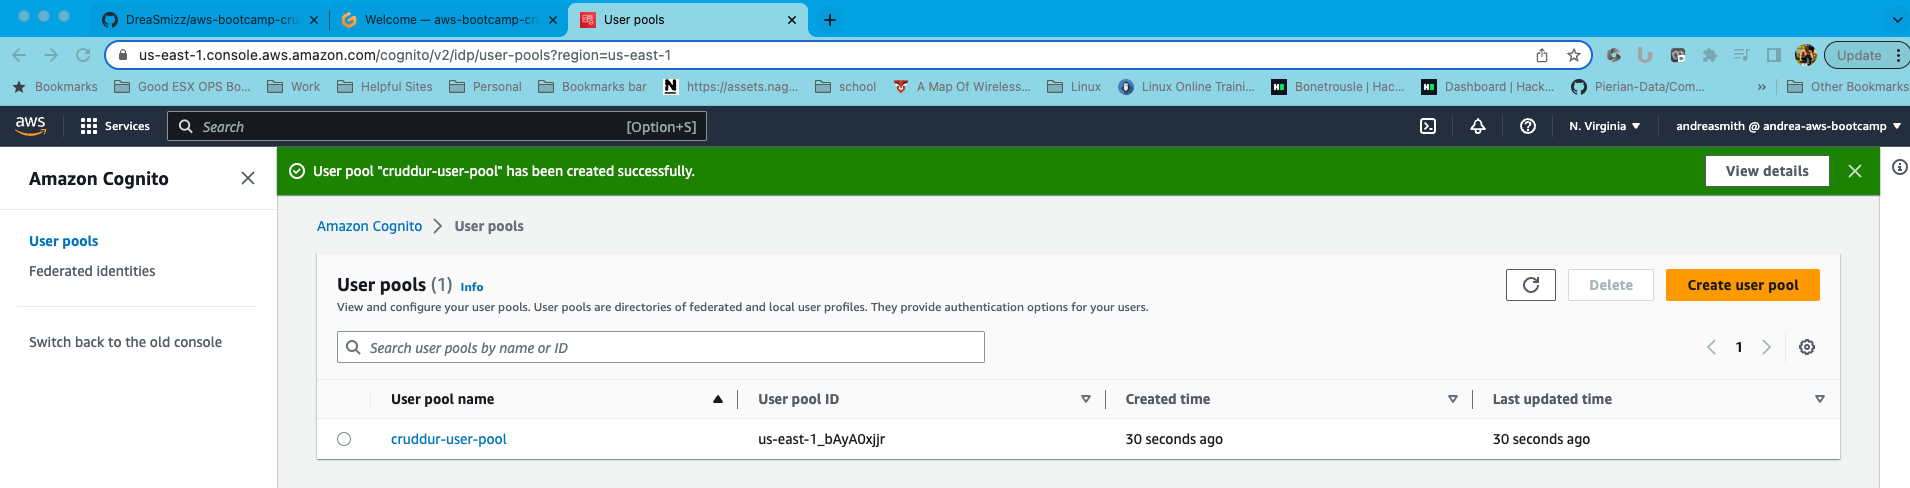 DreaSmizz/aws-bootcamp-cru
Welcome — aws-bootcamp-cru
User pools
us-east-1.console.aws.amazon.com/cognito/v2/idp/user-pools?region=us-east-1
Update
Bookmarks
Good ESX OPS Bo...
Work
Helpful Sites
Personal
Bookmarks bar
https://assets.nag...
school
A Map Of Wireless...
Linux
Linux Online Traini...
Bonetrousle | Hac...
Dashboard | Hack...
Pierian-Data/Com...
»
Other Bookmarks
aws
Services
Search
[Option+S]
N. Virginia
andreasmith @ andrea-aws-bootcamp
Amazon Cognito
User pools
Federated identities
Switch back to the old console
User pool "cruddur-user-pool" has been created successfully.
View details
Amazon Cognito > User pools
User pools (1) Info
View and configure your user pools. User pools are directories of federated and local user profiles. They provide authentication options for your users.
Delete
Create user pool
Search user pools by name or ID
1
User pool name
User pool ID
Created time
Last updated time
cruddur-user-pool
us-east-1_bAyA0xjjr
30 seconds ago
30 seconds ago